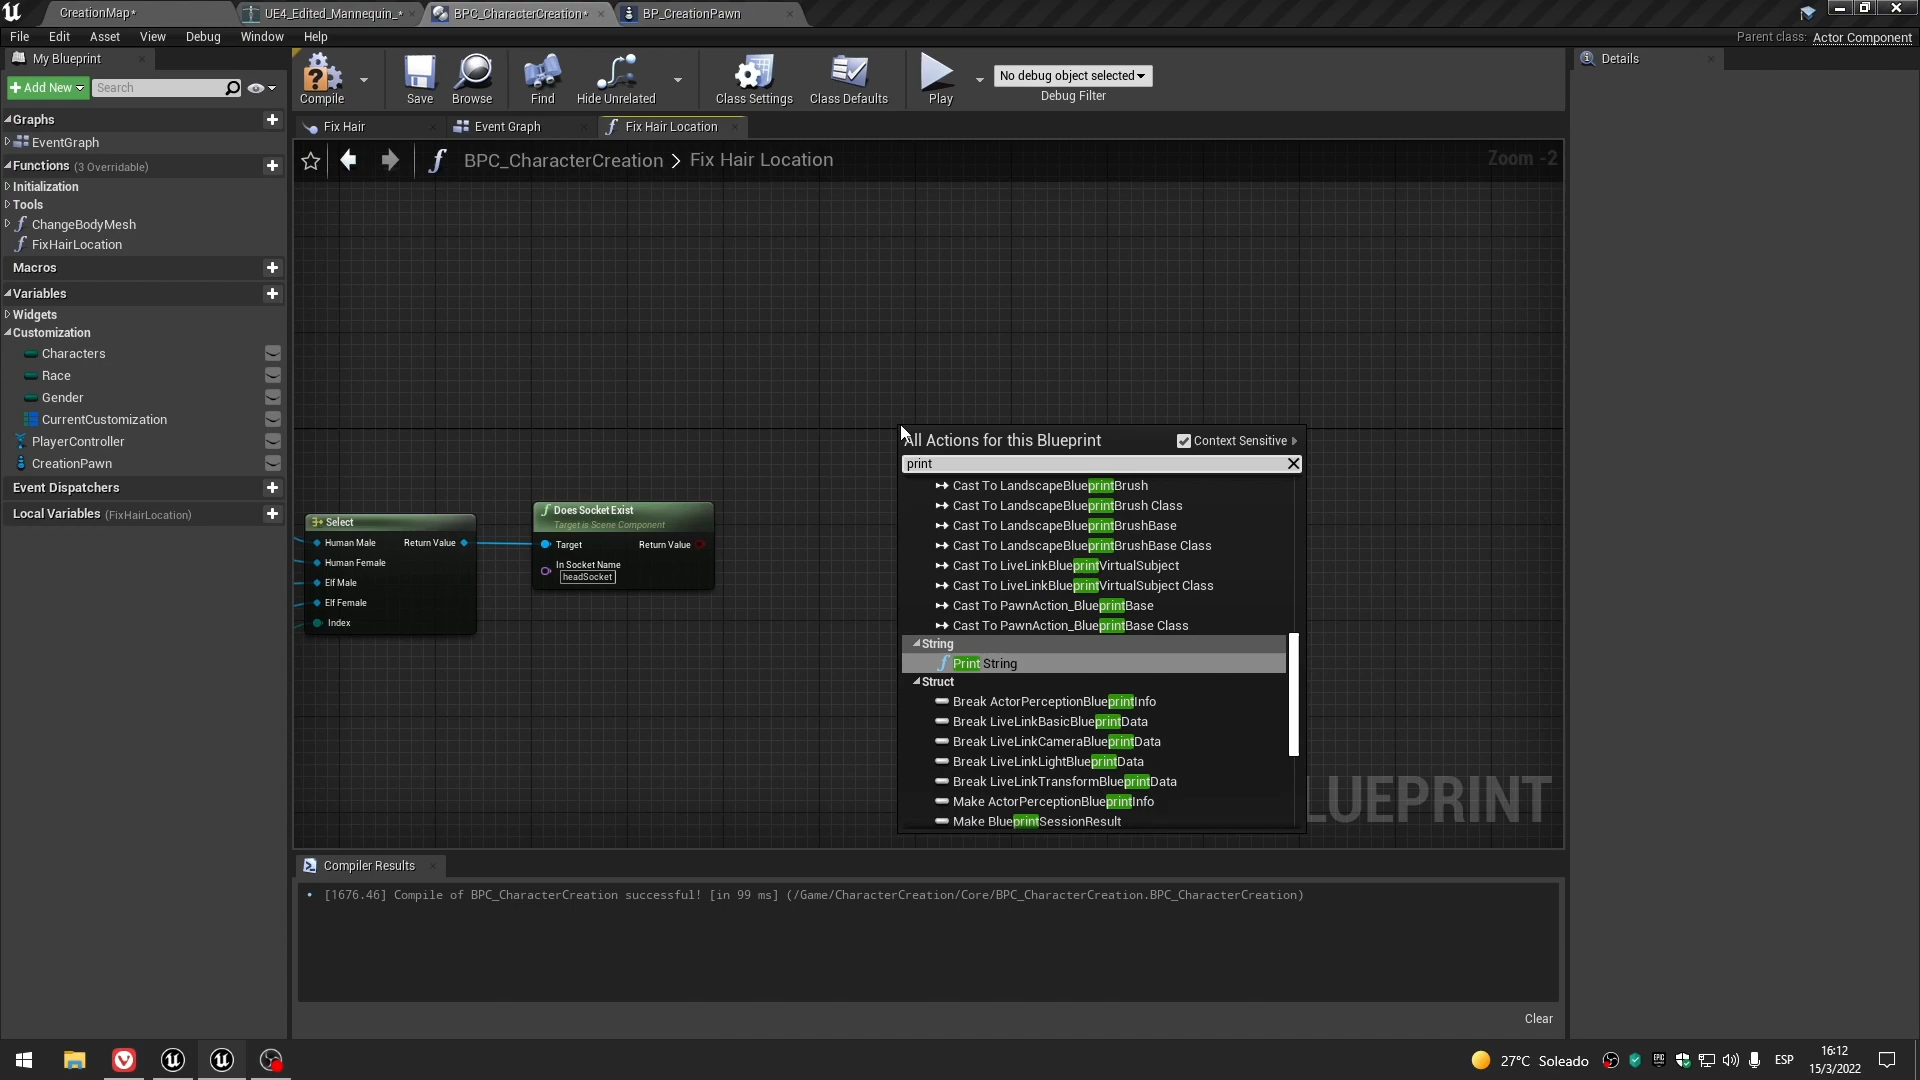 CreationMap*
UE4_Edited_Mannequin_*
BPC_CharacterCreation*
BP_CreationPawn
File Edit Asset View Debug Window Help
Parent class: Actor Component
My Blueprint
Details
Add New
Search
Compile
Save
Browse
Find
Hide Unrelated
Class Settings
Class Defaults
Play
No debug object selected
Debug Filter
Fix Hair
Event Graph
Fix Hair Location
BPC_CharacterCreation > Fix Hair Location
Zoom -2
Graphs
EventGraph
Functions (3 Overridable)
Initialization
Tools
ChangeBodyMesh
FixHairLocation
Macros
Variables
Widgets
Customization
Characters
Race
Gender
CurrentCustomization
PlayerController
CreationPawn
Event Dispatchers
Local Variables (FixHairLocation)
Select
Human Male Return Value
Human Female
Elf Male
Elf Female
Index
Does Socket Exist
Target is Scene Component
Target Return Value
In Socket Name
headSocket
All Actions for this Blueprint
Context Sensitive
print
Cast To LandscapeBlueprintBrush
Cast To LandscapeBlueprintBrush Class
Cast To LandscapeBlueprintBrushBase
Cast To LandscapeBlueprintBrushBase Class
Cast To LiveLinkBlueprintVirtualSubject
Cast To LiveLinkBlueprintVirtualSubject Class
Cast To PawnAction_BlueprintBase
Cast To PawnAction_BlueprintBase Class
String
Print String
Struct
Break ActorPerceptionBlueprintInfo
Break LiveLinkBasicBlueprintData
Break LiveLinkCameraBlueprintData
Break LiveLinkLightBlueprintData
Break LiveLinkTransformBlueprintData
Make ActorPerceptionBlueprintInfo
Make BlueprintSessionResult
LUEPRINT
Compiler Results
[1676.46] Compile of BPC_CharacterCreation successful! [in 99 ms] (/Game/CharacterCreation/Core/BPC_CharacterCreation.BPC_CharacterCreation)
Clear
27°C Soleado
ESP
16:12
15/3/2022